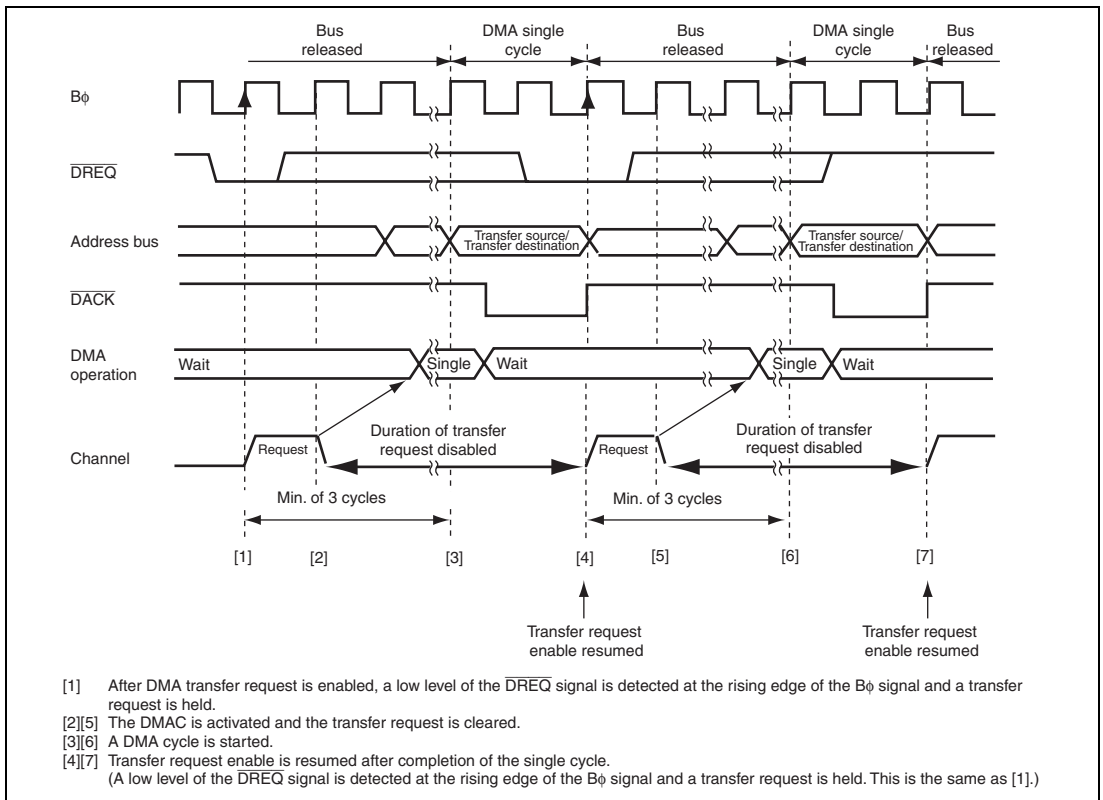 Bus released
DMA single cycle
Bus released
DMA single cycle
Bus released
Bφ
DREQ
Address bus
Transfer source/
Transfer destination
Transfer source/
Transfer destination
DACK
DMA operation
Wait
Single
Wait
Single
Wait
Channel
Request
Duration of transfer request disabled
Request
Duration of transfer request disabled
Min. of 3 cycles
Min. of 3 cycles
[1]
[2]
[3]
[4]
[5]
[6]
[7]
Transfer request enable resumed
Transfer request enable resumed
[1] After DMA transfer request is enabled, a low level of the DREQ signal is detected at the rising edge of the Bφ signal and a transfer
request is held.
[2][5] The DMAC is activated and the transfer request is cleared.
[3][6] A DMA cycle is started.
[4][7] Transfer request enable is resumed after completion of the single cycle.
(A low level of the DREQ signal is detected at the rising edge of the Bφ signal and a transfer request is held. This is the same as [1].)